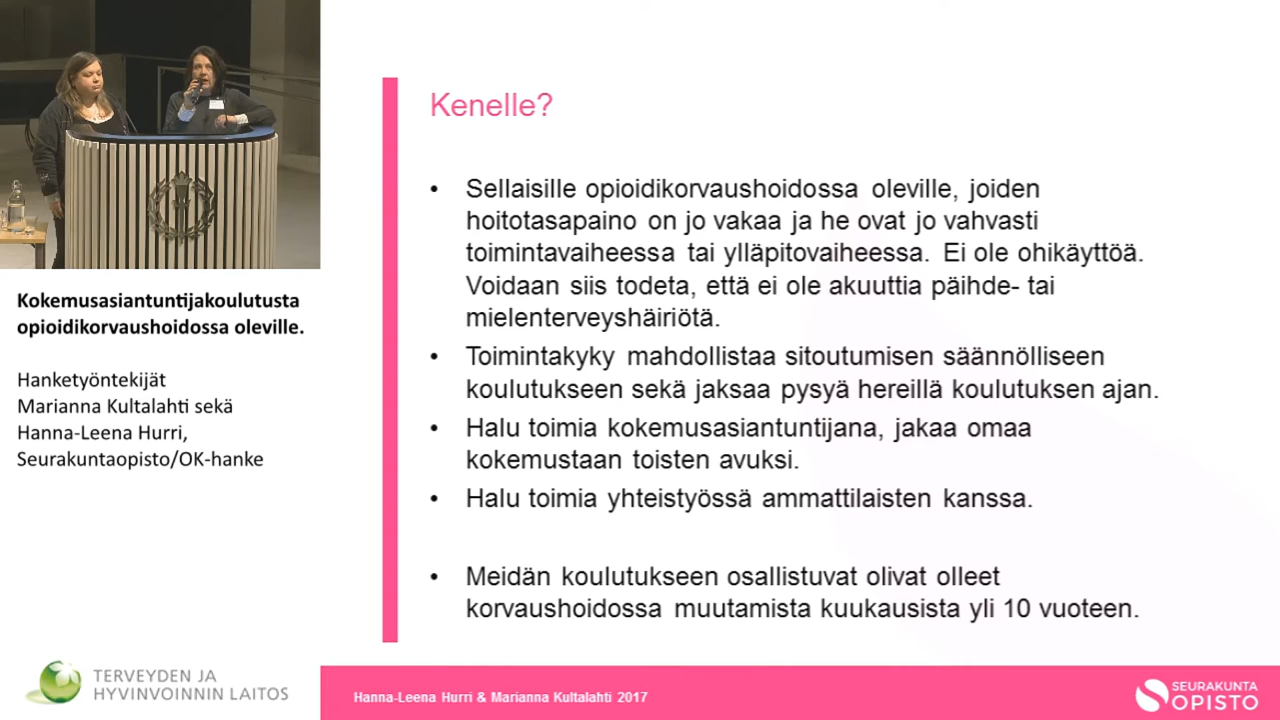 Kokemusasiantuntijakoulutusta
opioidikorvaushoidossa oleville.
Hanketyöntekijät
Marianna Kultalahti sekä
Hanna-Leena Hurri,
Seurakuntaopisto/OK-hanke
TERVEYDEN JA
HYVINVOINNIN LAITOS
Kenelle?
• Sellaisille opioidikorvaushoidossa oleville, joiden
hoitotasapaino on jo vakaa ja he ovat jo vahvasti
toimintavaiheessa tai ylläpitovaiheessa. Ei ole ohikäyttöä.
Voidaan siis todeta, että ei ole akuuttia päihde- tai
mielenterveyshäiriötä.
• Toimintakyky mahdollistaa sitoutumisen säännölliseen
koulutukseen sekä jaksaa pysyä hereillä koulutuksen ajan.
• Halu toimia kokemusasiantuntijana, jakaa omaa
kokemustaan toisten avuksi.
• Halu toimia yhteistyössä ammattilaisten kanssa.
• Meidän koulutukseen osallistuvat olivat olleet
korvaushoidossa muutamista kuukausista yli 10 vuoteen.
Hanna-Leena Hurri & Marianna Kultalahti 2017
SEURAKUNTA
OPISTO